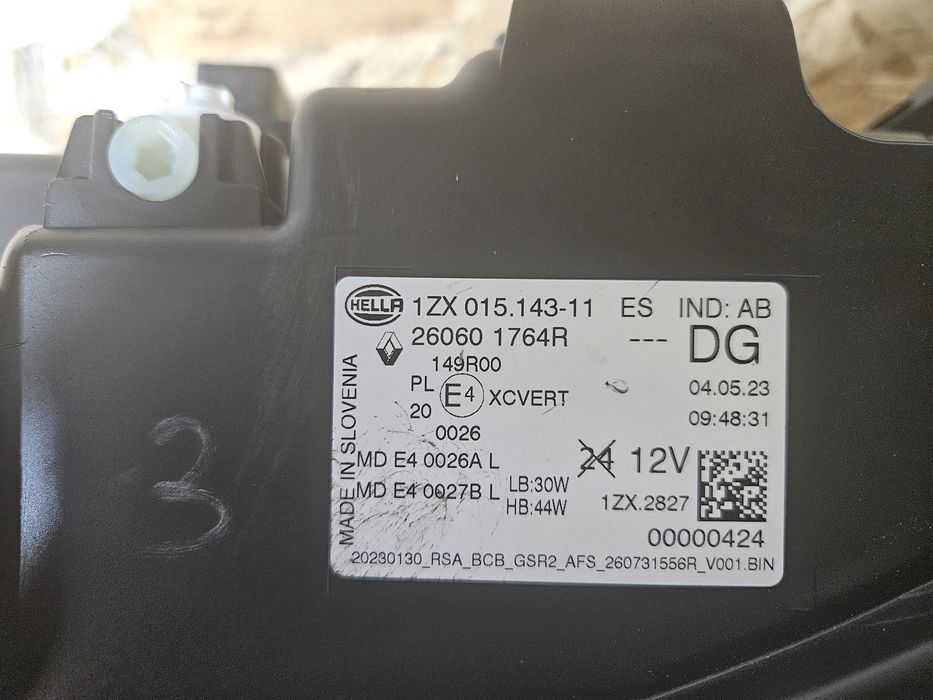 HELLA 1ZX 015.143-11 ES IND: AB
26060 1764R --- DG
149R00
PL E4 XCVERT
20
04.05.23
09:48:31
0026
MD E4 0026A L
24 12V
MD E4 0027B L
LB:30W
HB:44W
1ZX.2827
00000424
20230130_RSA_BCB_GSR2_AFS_260731556R_V001.BIN
MADE IN SLOVENIA
3